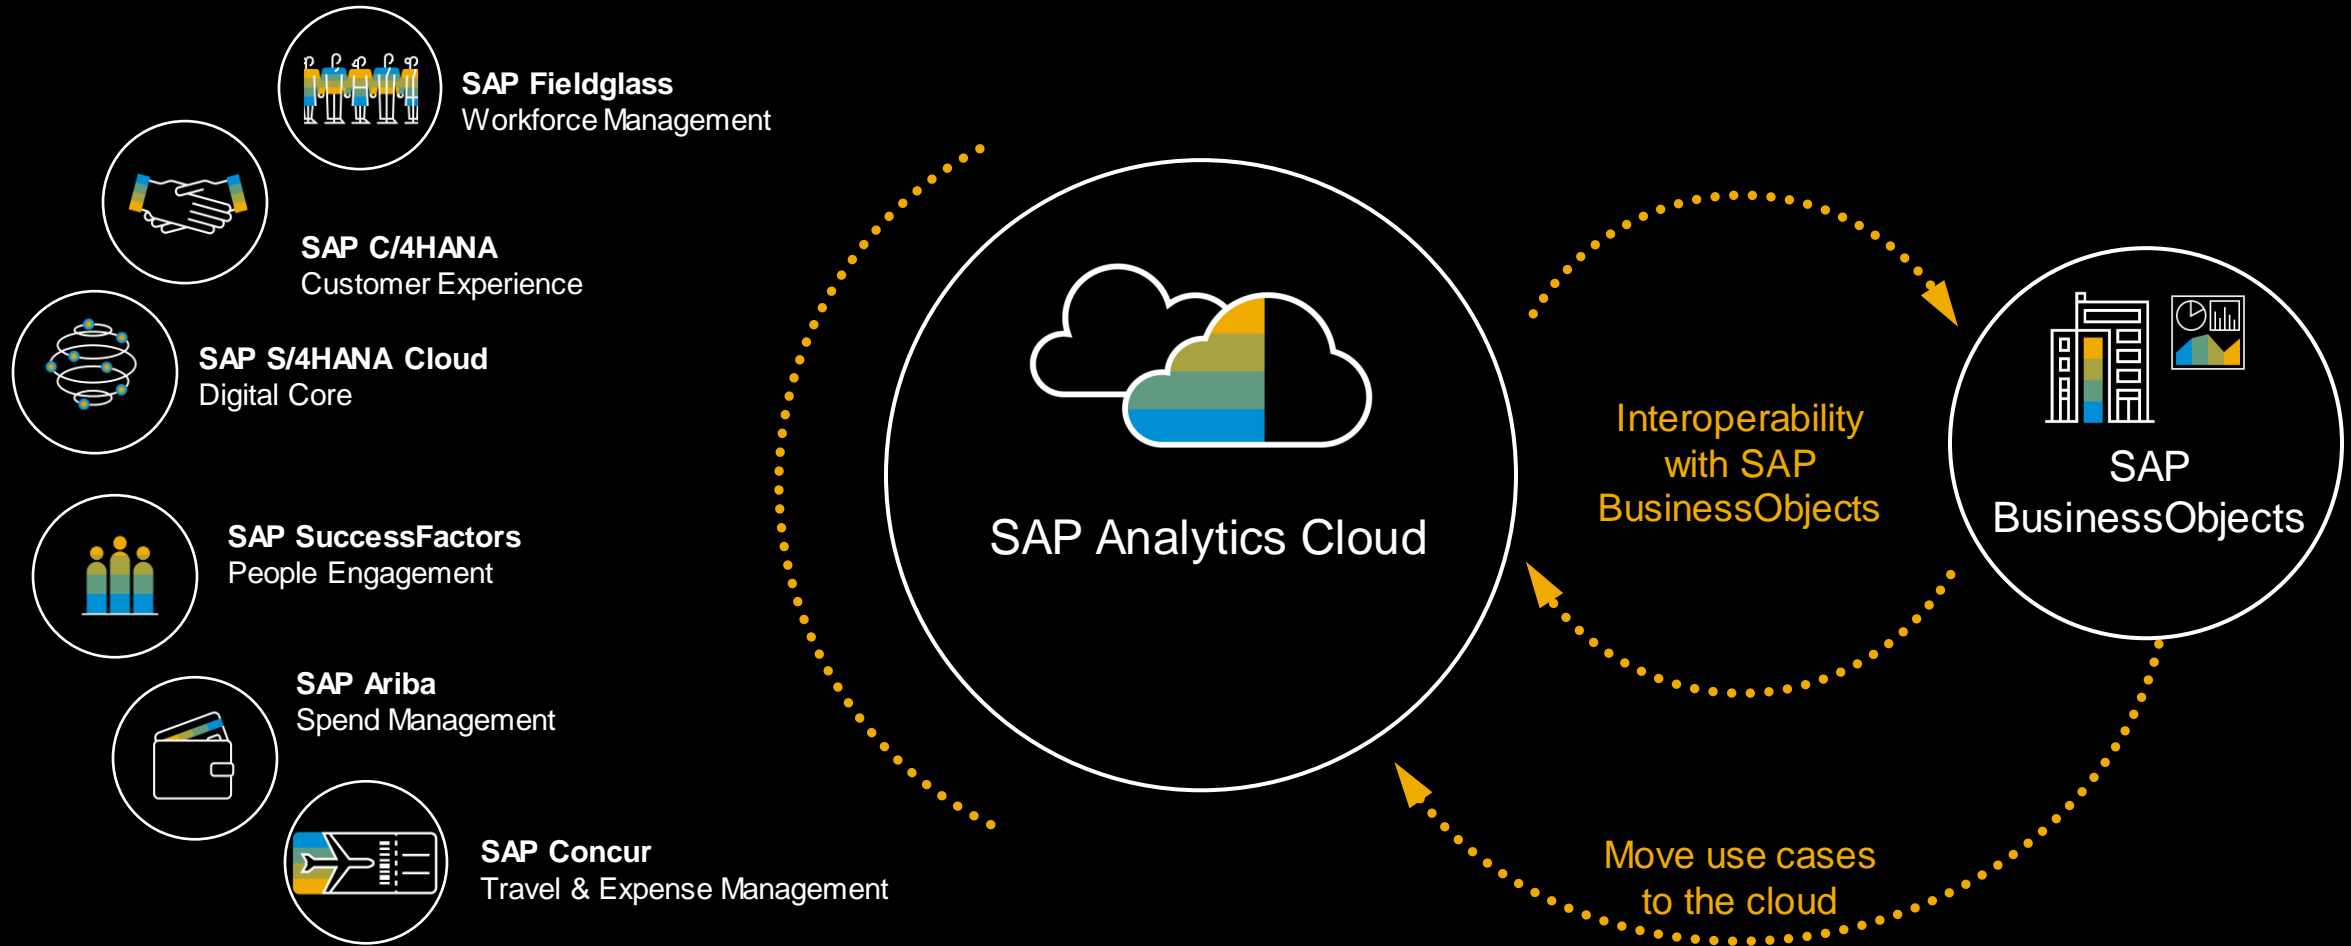 SAP Fieldglass
Workforce Management
SAP C/4HANA
Customer Experience
SAP S/4HANA Cloud
Digital Core
SAP SuccessFactors
People Engagement
SAP Ariba
Spend Management
SAP Concur
Travel & Expense Management
SAP Analytics Cloud
Interoperability
with SAP
BusinessObjects
SAP
BusinessObjects
Move use cases
to the cloud